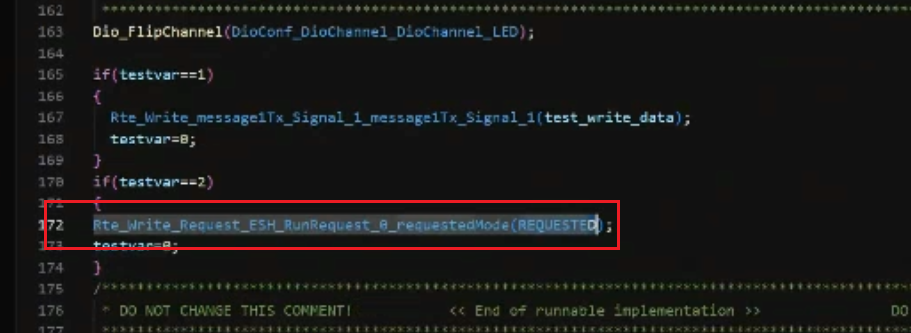 162 ******************************************************************************************
163 Dio_FlipChannel(DioConf_DioChannel_DioChannel_LED);
164
165 if(testvar==1)
166 {
167 Rte_Write_message1Tx_Signal_1_message1Tx_Signal_1(test_write_data);
168 testvar=0;
169 }
170 if(testvar==2)
171 {
172 Rte_Write_Request_ESH_RunRequest_0_requestedMode(REQUESTED);
173 testvar=0;
174 }
175 /******************************************************************************************
176 * DO NOT CHANGE THIS COMMENT! << End of runnable implementation >> DO
177 ******************************************************************************************